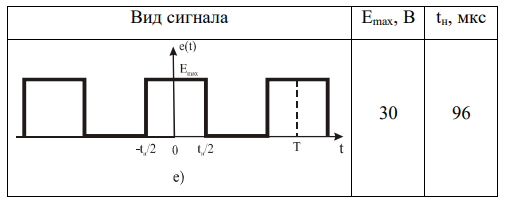 Вид сигнала Emax, В tн, мкс
e(t)
Emax
30 96
-tн/2 0 tн/2 T t
е)